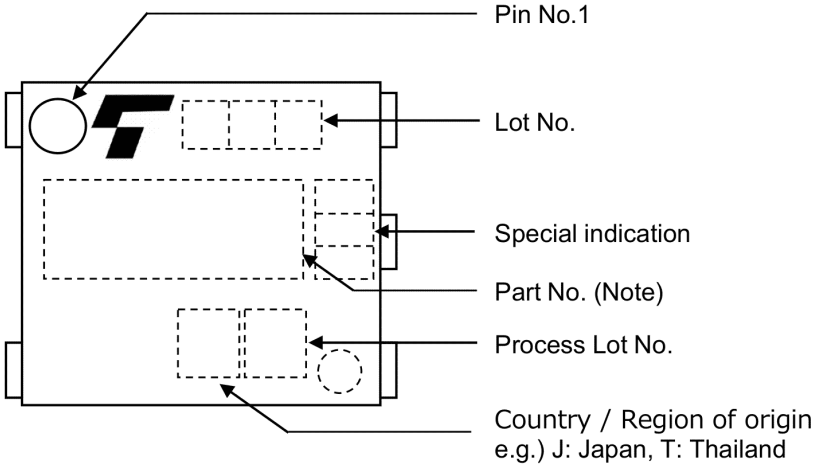 Pin No.1
Lot No.
Special indication
Part No. (Note)
Process Lot No.
Country / Region of origin
e.g.) J: Japan, T: Thailand